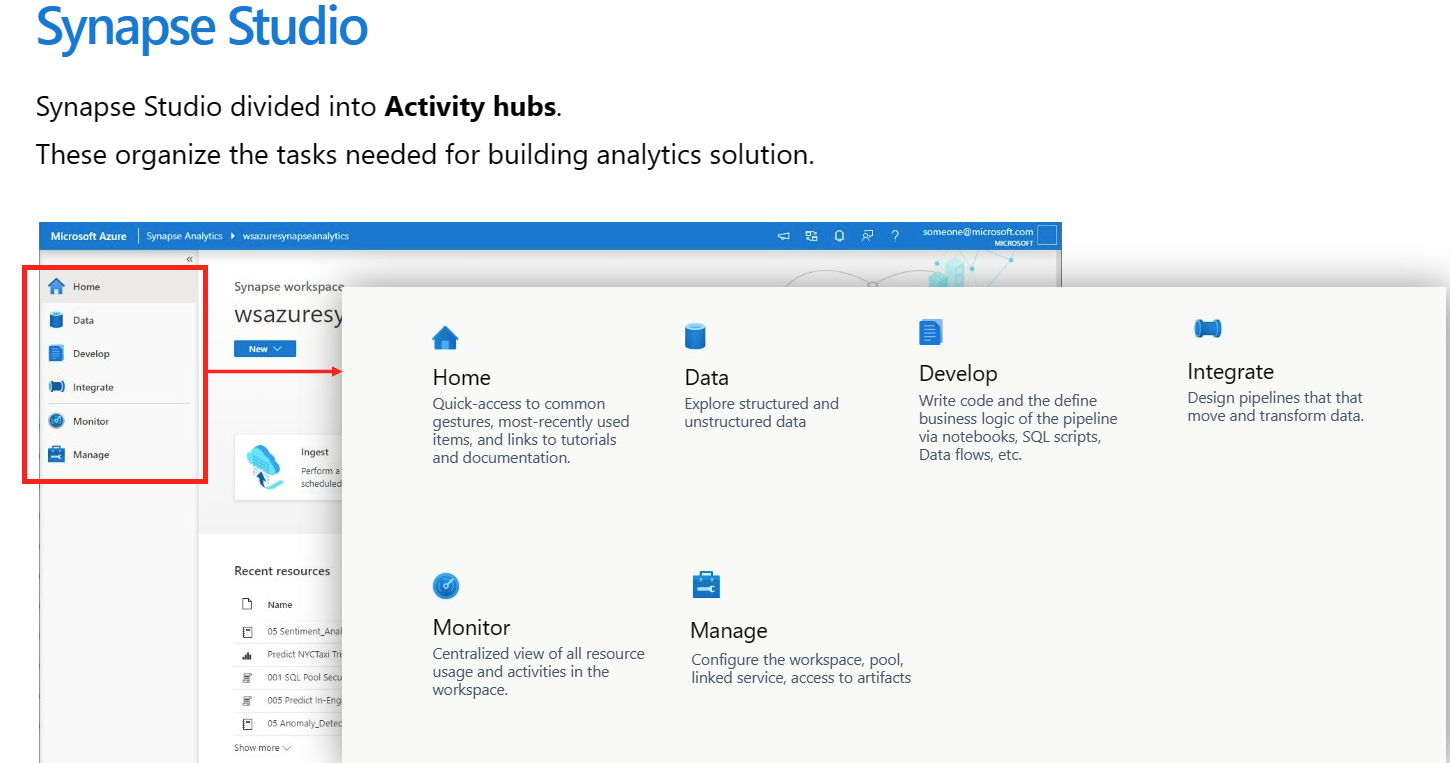 Synapse Studio
Synapse Studio divided into Activity hubs.
These organize the tasks needed for building analytics solution.
Microsoft Azure
Synapse Analytics
wsazuresynapseanalytics
?
someone@microsoft.com
MICROSOFT
«
Home
Data
Develop
Integrate
Monitor
Manage
Synapse workspace
wsazuresy
New
Ingest
Perform a
scheduled
Recent resources
Name
05 Sentiment_Anal
Predict NYCTaxi Tri
001 SQL Pool Secu
005 Predict In-Eng
05 Anomaly_Detec
Show more
Home
Quick-access to common
gestures, most-recently used
items, and links to tutorials
and documentation.
Data
Explore structured and
unstructured data
Develop
Write code and the define
business logic of the pipeline
via notebooks, SQL scripts,
Data flows, etc.
Integrate
Design pipelines that that
move and transform data.
Monitor
Centralized view of all resource
usage and activities in the
workspace.
Manage
Configure the workspace, pool,
linked service, access to artifacts